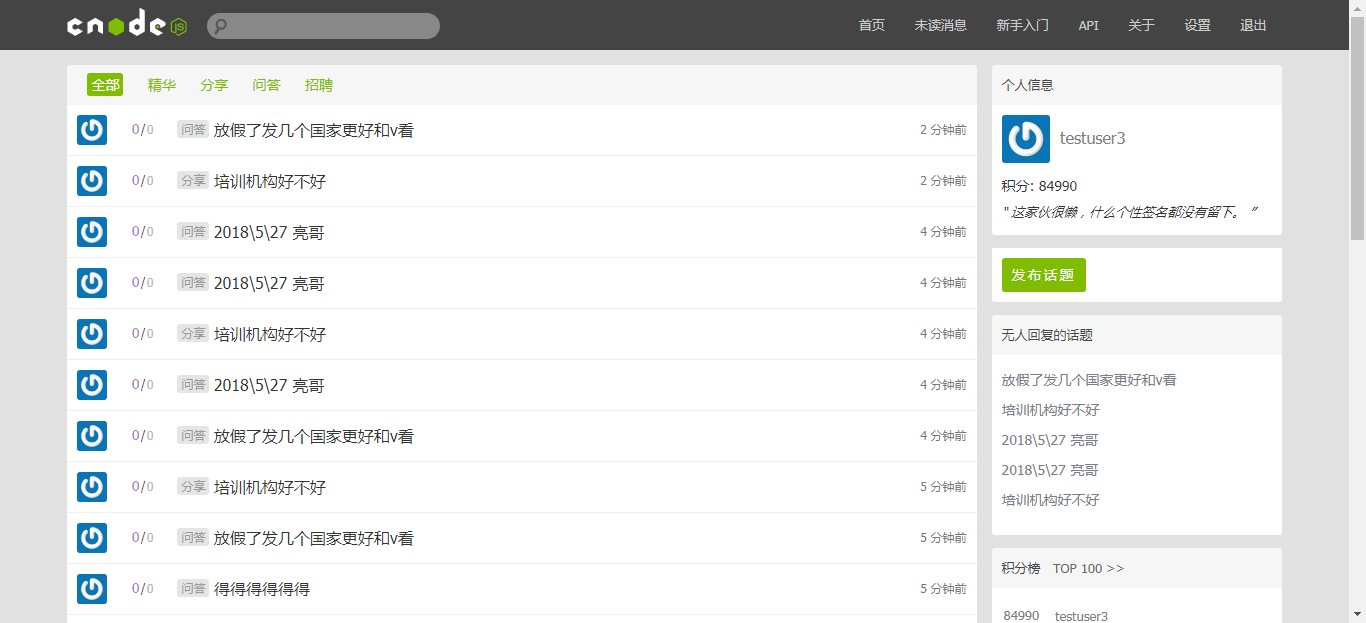 cnode JS 首页 未读消息 新手入门 API 关于 设置 退出
全部 精华 分享 问答 招聘
0/0 问答 放假了发几个国家更好和v看 2 分钟前
0/0 分享 培训机构好不好 2 分钟前
0/0 问答 2018\5\27 亮哥 4 分钟前
0/0 问答 2018\5\27 亮哥 4 分钟前
0/0 分享 培训机构好不好 4 分钟前
0/0 问答 2018\5\27 亮哥 4 分钟前
0/0 问答 放假了发几个国家更好和v看 4 分钟前
0/0 分享 培训机构好不好 5 分钟前
0/0 问答 放假了发几个国家更好和v看 5 分钟前
0/0 问答 得得得得得得 5 分钟前
个人信息
testuser3
积分: 84990
" 这家伙很懒，什么个性签名都没有留下。 ”
发布话题
无人回复的话题
放假了发几个国家更好和v看
培训机构好不好
2018\5\27 亮哥
2018\5\27 亮哥
培训机构好不好
积分榜 TOP 100 >>
84990 testuser3